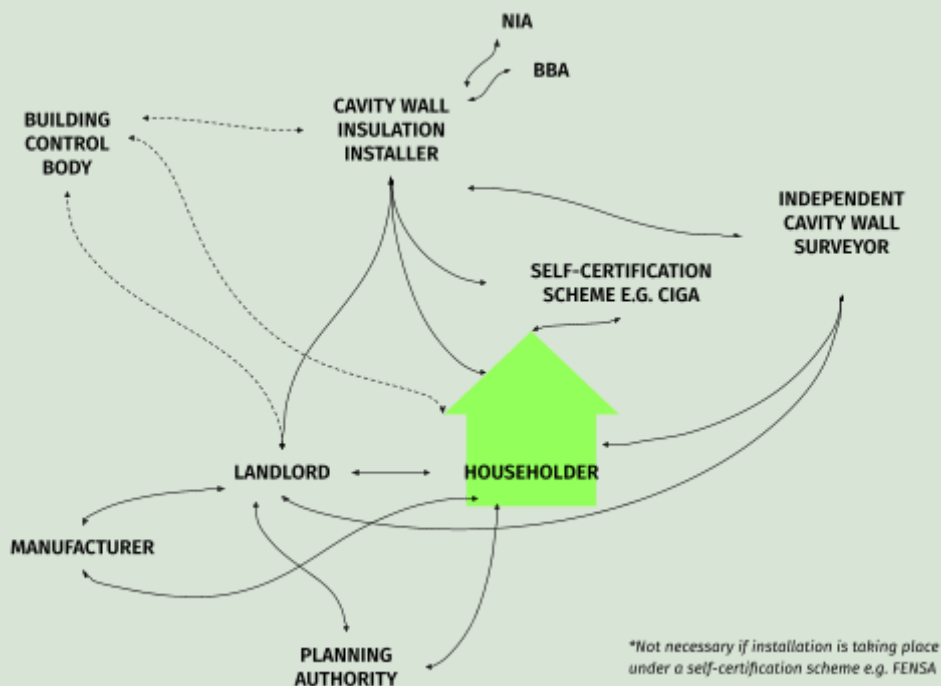 NIA
BBA
CAVITY WALL
INSULATION
INSTALLER
BUILDING
CONTROL
BODY
INDEPENDENT
CAVITY WALL
SURVEYOR
SELF-CERTIFICATION
SCHEME E.G. CIGA
LANDLORD
HOUSEHOLDER
MANUFACTURER
PLANNING
AUTHORITY
*Not necessary if installation is taking place
under a self-certification scheme e.g. FENSA